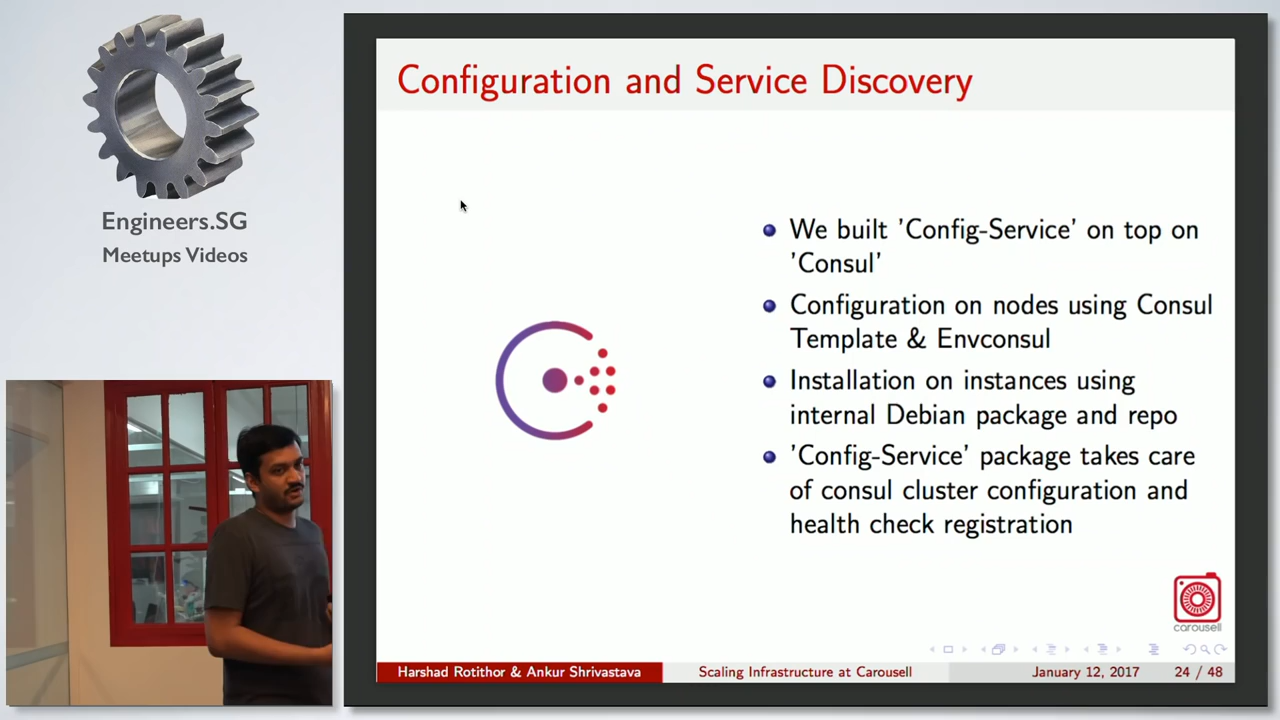 Engineers.SG
Meetups Videos
Configuration and Service Discovery
We built 'Config-Service' on top on
'Consul'
Configuration on nodes using Consul
Template & Envconsul
Installation on instances using
internal Debian package and repo
'Config-Service' package takes care
of consul cluster configuration and
health check registration
carousell
Harshad Rotithor & Ankur Shrivastava
Scaling Infrastructure at Carousell
January 12, 2017
24 / 48